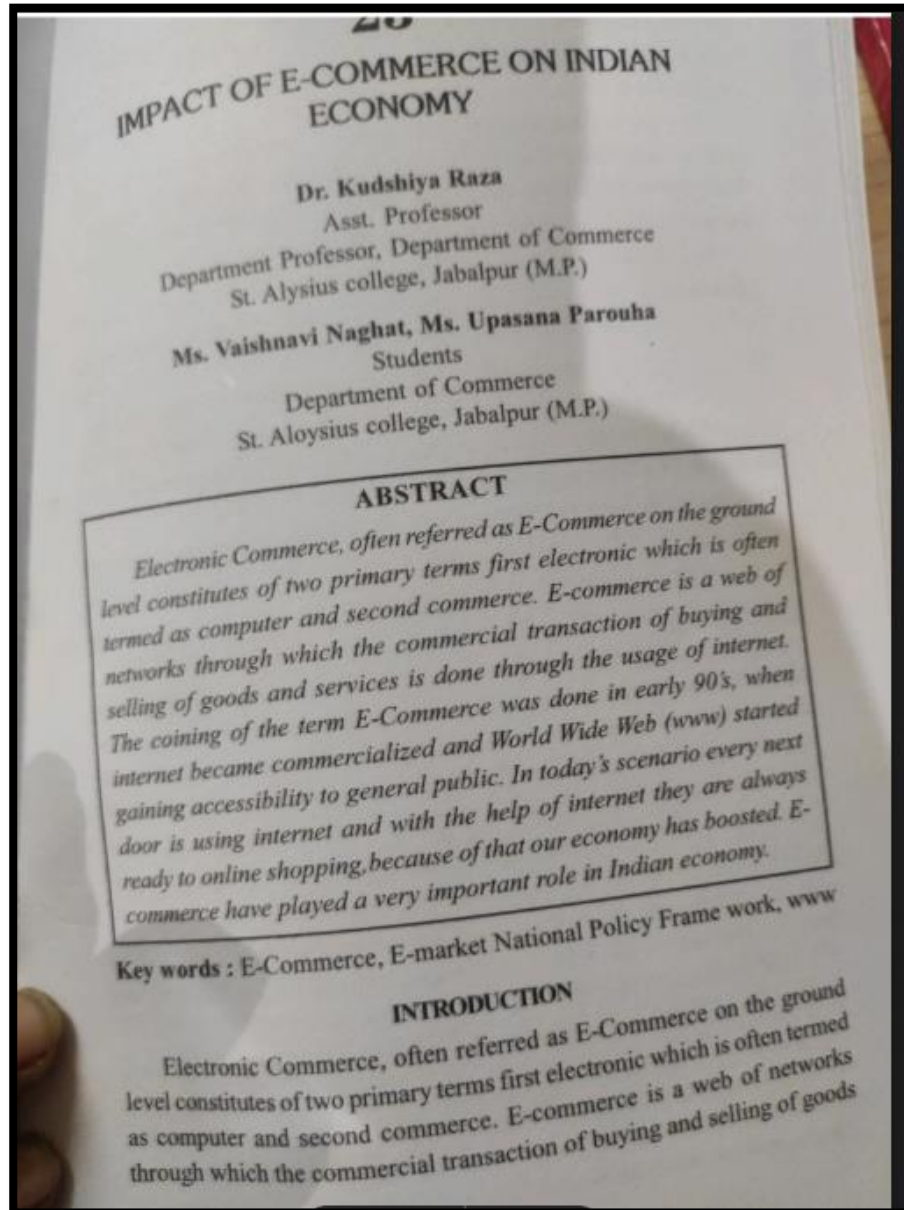 IMPACT OF E-COMMERCE ON INDIAN
ECONOMY
Dr. Kudshiya Raza
Asst. Professor
Department Professor, Department of Commerce
St. Alysius college, Jabalpur (M.P.)
Ms. Vaishnavi Naghat, Ms. Upasana Parouha
Students
Department of Commerce
St. Aloysius college, Jabalpur (M.P.)
ABSTRACT
Electronic Commerce, often referred as E-Commerce on the ground
level constitutes of two primary terms first electronic which is often
termed as computer and second commerce. E-commerce is a web of
networks through which the commercial transaction of buying and
selling of goods and services is done through the usage of internet.
The coining of the term E-Commerce was done in early 90's, when
internet became commercialized and World Wide Web (www) started
gaining accessibility to general public. In today's scenario every next
door is using internet and with the help of internet they are always
ready to online shopping,because of that our economy has boosted. E-
commerce have played a very important role in Indian economy.
Key words : E-Commerce, E-market National Policy Frame work, www
INTRODUCTION
Electronic Commerce, often referred as E-Commerce on the ground
level constitutes of two primary terms first electronic which is often termed
as computer and second commerce. E-commerce is a web of networks
through which the commercial transaction of buying and selling of goods